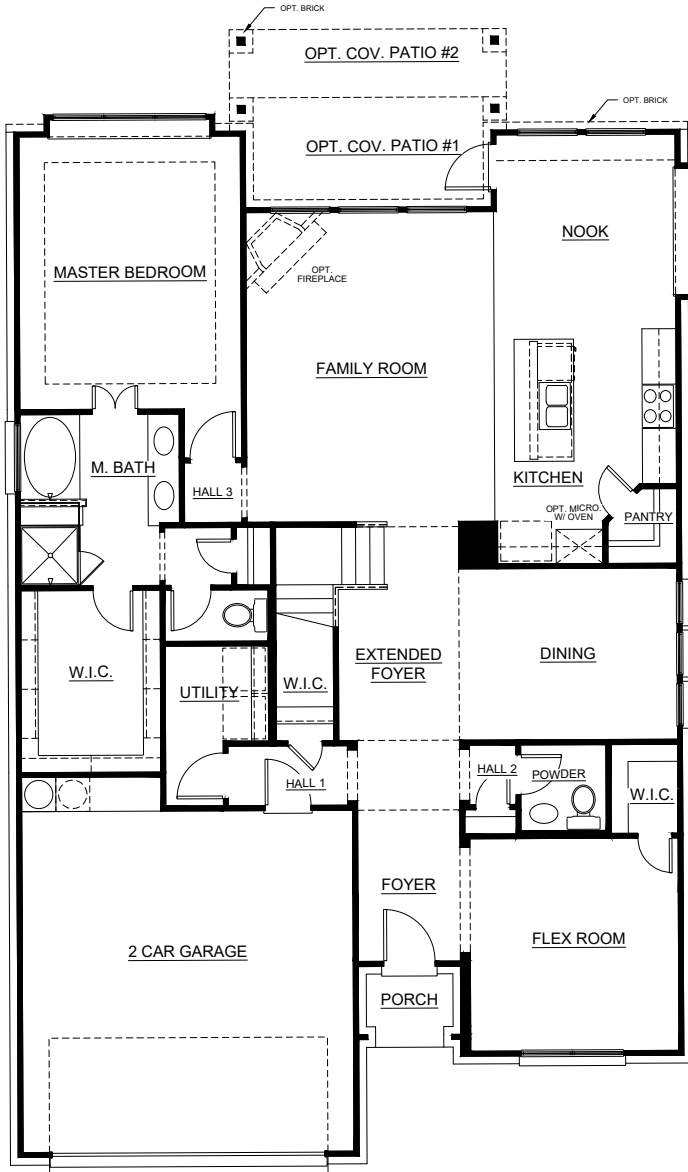 OPT. BRICK
OPT. COV. PATIO #2
OPT. BRICK
OPT. COV. PATIO #1
NOOK
MASTER BEDROOM
OPT.
FIREPLACE
FAMILY ROOM
M. BATH
KITCHEN
HALL 3
OPT. MICRO.
W/ OVEN
PANTRY
EXTENDED
FOYER
DINING
W.I.C.
UTILITY
W.I.C.
HALL 1
HALL 2
POWDER
W.I.C.
FOYER
FLEX ROOM
2 CAR GARAGE
PORCH